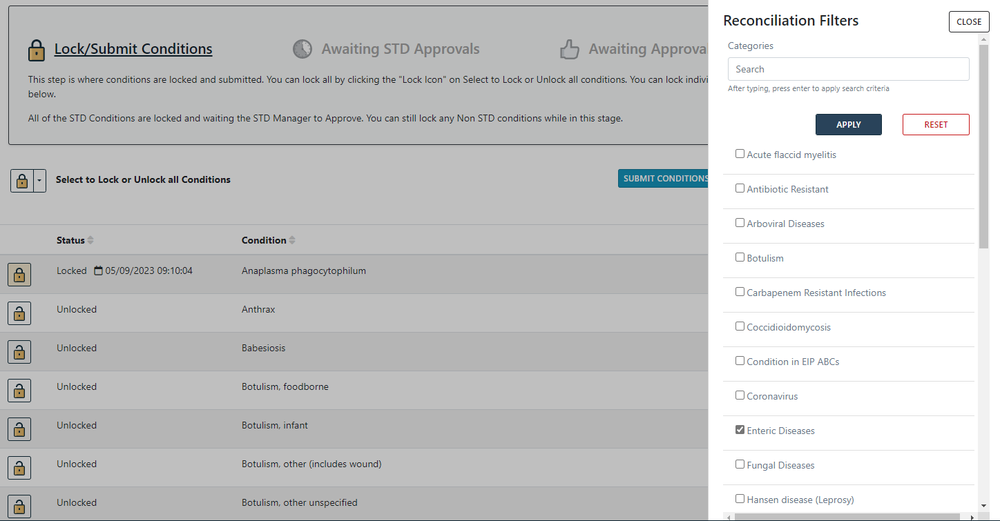 Lock/Submit Conditions
Awaiting STD Approvals
Awaiting Approval
This step is where conditions are locked and submitted. You can lock all by clicking the "Lock Icon" on Select to Lock or Unlock all conditions. You can lock indivi
below.
All of the STD Conditions are locked and waiting the STD Manager to Approve. You can still lock any Non STD conditions while in this stage.
Select to Lock or Unlock all Conditions
SUBMIT CONDITIONS
Status Condition
Locked 05/09/2023 09:10:04 Anaplasma phagocytophilum
Unlocked Anthrax
Unlocked Babesiosis
Unlocked Botulism, foodborne
Unlocked Botulism, infant
Unlocked Botulism, other (includes wound)
Unlocked Botulism, other unspecified
Reconciliation Filters
CLOSE
Categories
Search
After typing, press enter to apply search criteria
APPLY
RESET
Acute flaccid myelitis
Antibiotic Resistant
Arboviral Diseases
Botulism
Carbapenem Resistant Infections
Coccidioidomycosis
Condition in EIP ABCs
Coronavirus
Enteric Diseases
Fungal Diseases
Hansen disease (Leprosy)